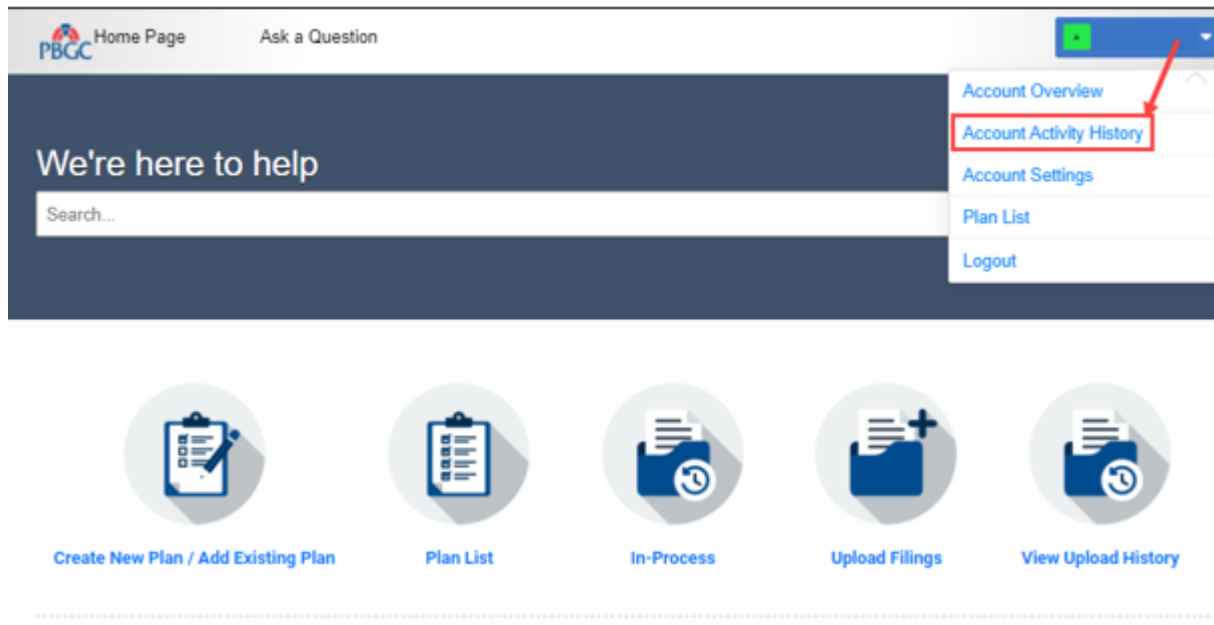 PBGC Home Page Ask a Question
Account Overview
Account Activity History
We're here to help
Account Settings
Search...
Plan List
Logout
Create New Plan / Add Existing Plan Plan List In-Process Upload Filings View Upload History